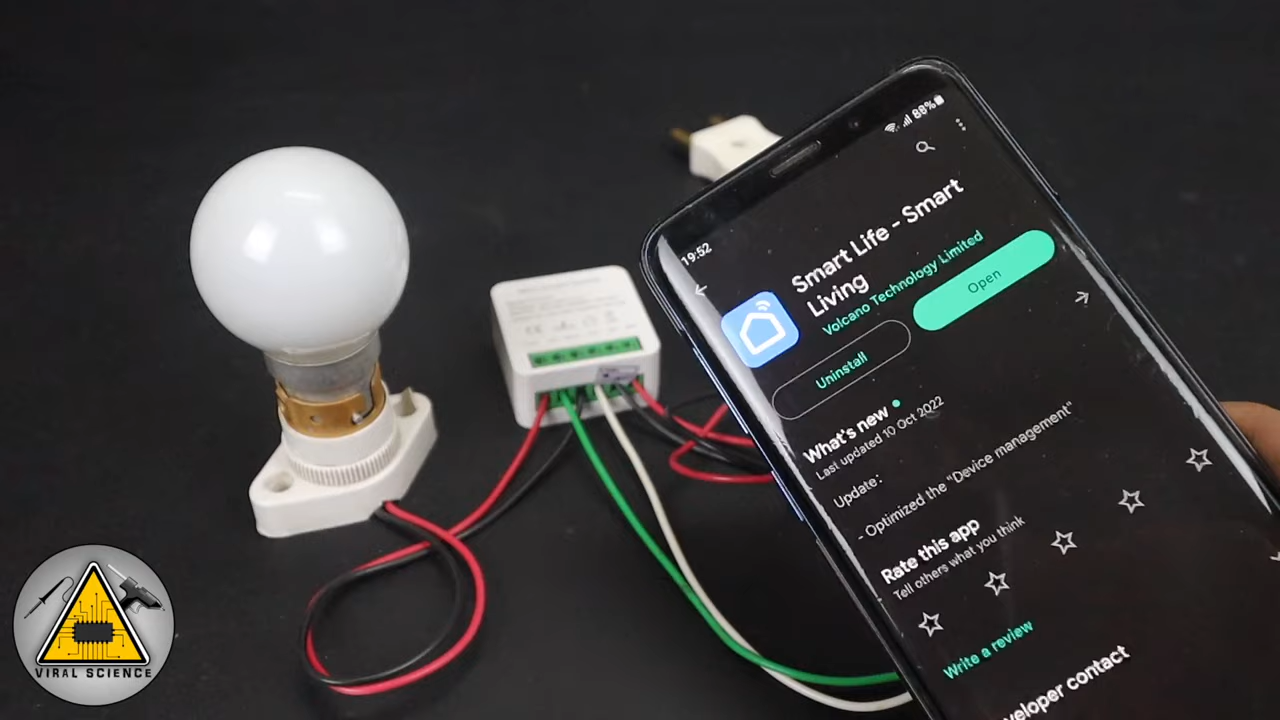 88%
19:52
Smart Life - Smart
Living
Volcano Technology Limited
Uninstall
Open
What's new
Last updated 10 Oct 2022
Update:
- Optimized the "Device management"
Rate this app
Tell others what you think
Write a review
veloper contact
VIRAL SCIENCE